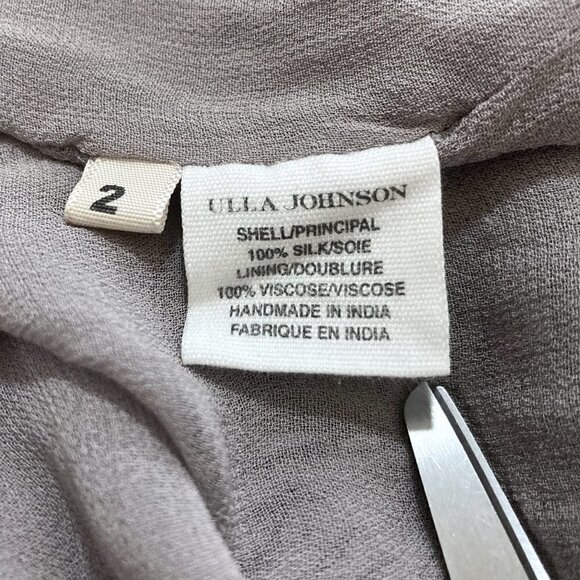 2
ULLA JOHNSON
SHELL/PRINCIPAL
100% SILK/SOIE
LINING/DOUBLURE
100% VISCOSE/VISCOSE
HANDMADE IN INDIA
FABRIQUE EN INDIA